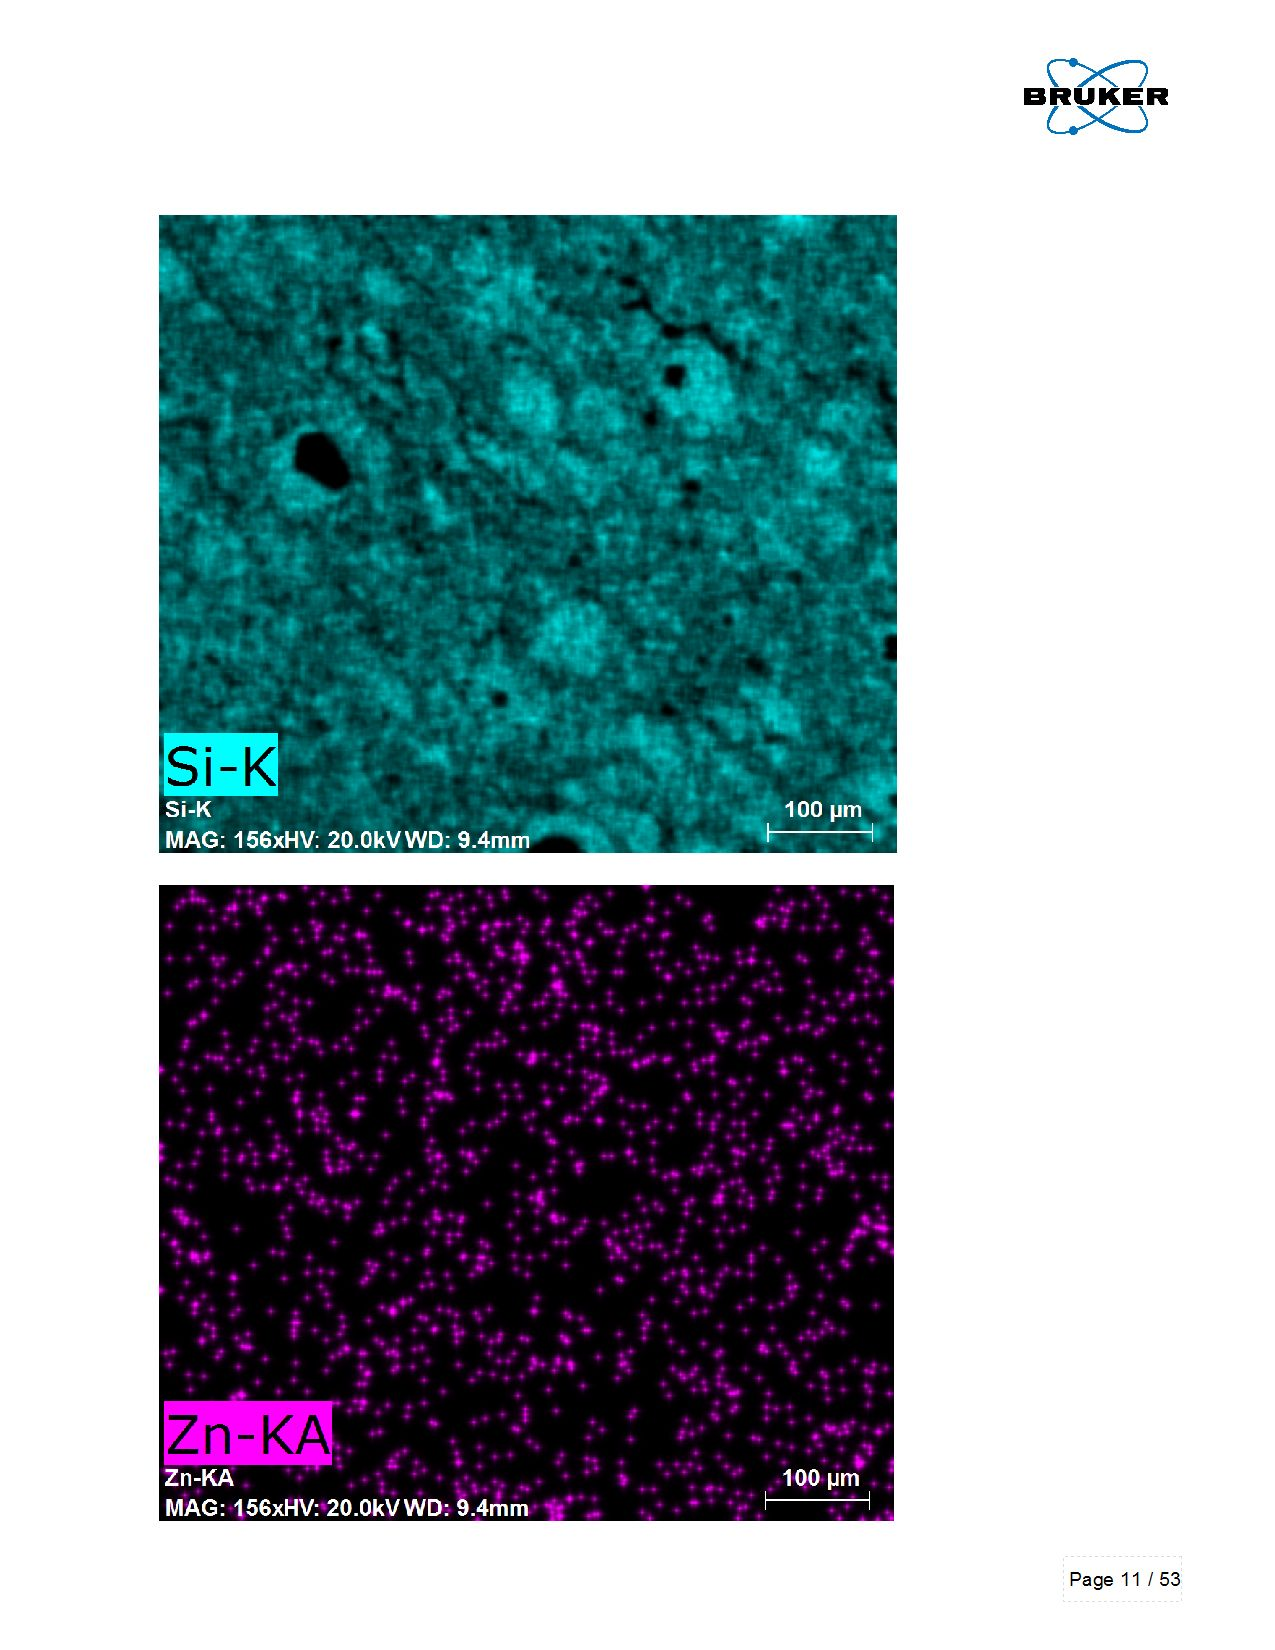 BRUKER
Si-K
Si-K
100 µm
MAG: 156xHV: 20.0kV WD: 9.4mm
Zn-KA
Zn-KA
100 µm
MAG: 156xHV: 20.0kV WD: 9.4mm
Page 11 / 53